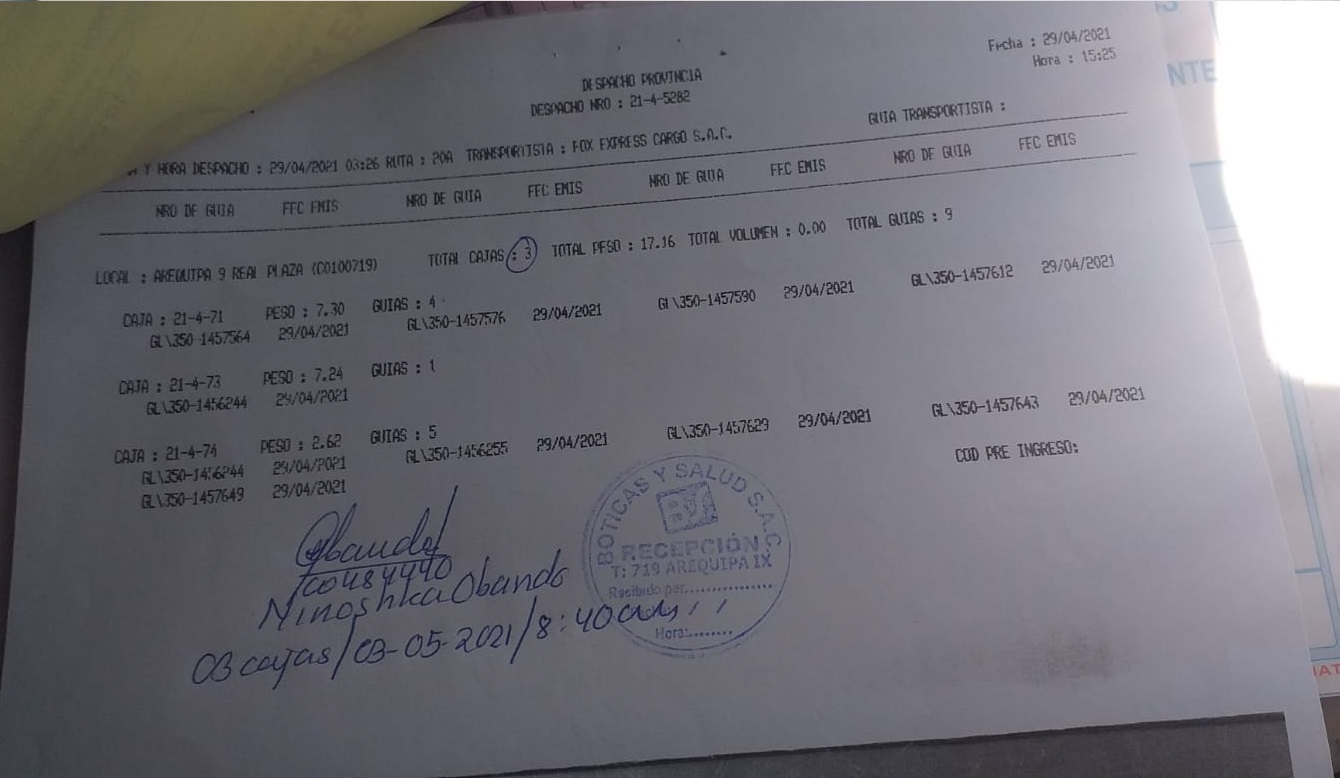 Fecha : 29/04/2021
Hora : 15:25
DESPACHO PROVINCIA
DESPACHO NRO : 21-4-5282
GUIA TRANSPORTISTA :
Y HORA DESPACHO : 29/04/2021 03:26 RUTA : 20A TRANSPORTISTA : FOX EXPRESS CARGO S.A.C.
NRO DE GUIA FEC EMIS NRO DE GUIA FEC EMIS NRO DE GUIA FEC EMIS NRO DE GUIA FEC EMIS
LOCAL : AREQUIPA 9 REAL PLAZA (C0100719) TOTAL CAJAS : 3 TOTAL PESO : 17.16 TOTAL VOLUMEN : 0.00 TOTAL GUIAS : 9
CAJA : 21-4-71 PESO : 7.30 GUIAS : 4
GL\350-1457564 29/04/2021 GL\350-1457576 29/04/2021 GL\350-1457590 29/04/2021 GL\350-1457612 29/04/2021
CAJA : 21-4-73 PESO : 7.24 GUIAS : 1
GL\350-1456244 29/04/2021
CAJA : 21-4-74 PESO : 2.62 GUIAS : 5
GL\350-1456244 29/04/2021 GL\350-1456255 29/04/2021 GL\350-1457629 29/04/2021 GL\350-1457643 29/04/2021
GL\350-1457649 29/04/2021
COD PRE INGRESO:
BOTICAS Y SALUD S.A.C.
RECEPCIÓN
T: 719 AREQUIPA IX
Recibido por:
Hora:
Obando
C0484440
Ninoshka Obando
03 cajas / 03-05-2021 / 8:40 am
NTE